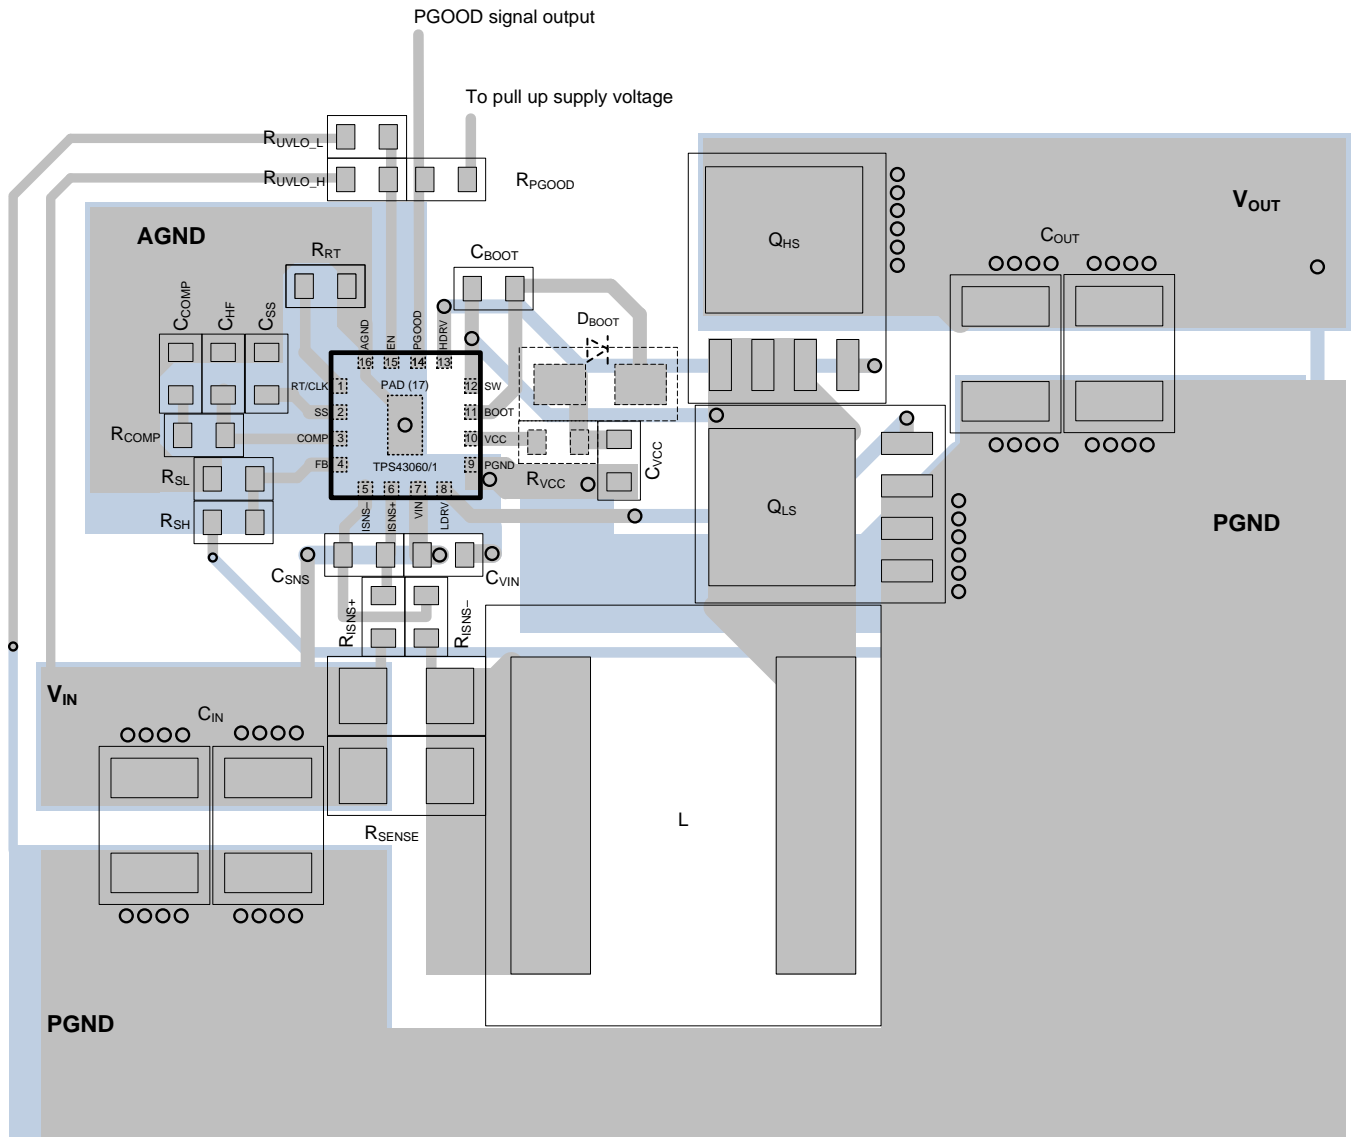 PGOOD signal output
To pull up supply voltage
RUVLO_L
RUVLO_H
RPGOOD
AGND
RRT
CBOOT
QHS
VOUT
COUT
CCOMP
CHF
CSS
DBOOT
AGND
EN
PGOOD
HDRV
16
15
14
13
RT/CLK
1
PAD (17)
12
SW
SS
2
11
BOOT
RCOMP
COMP
3
10
VCC
RSL
FB
4
TPS43060/1
9
PGND
RVCC
CVCC
5
6
7
8
ISNS–
ISNS+
VIN
LDRV
RSH
QLS
PGND
CSNS
CVIN
RISNS+
RISNS–
VIN
CIN
RSENSE
L
PGND